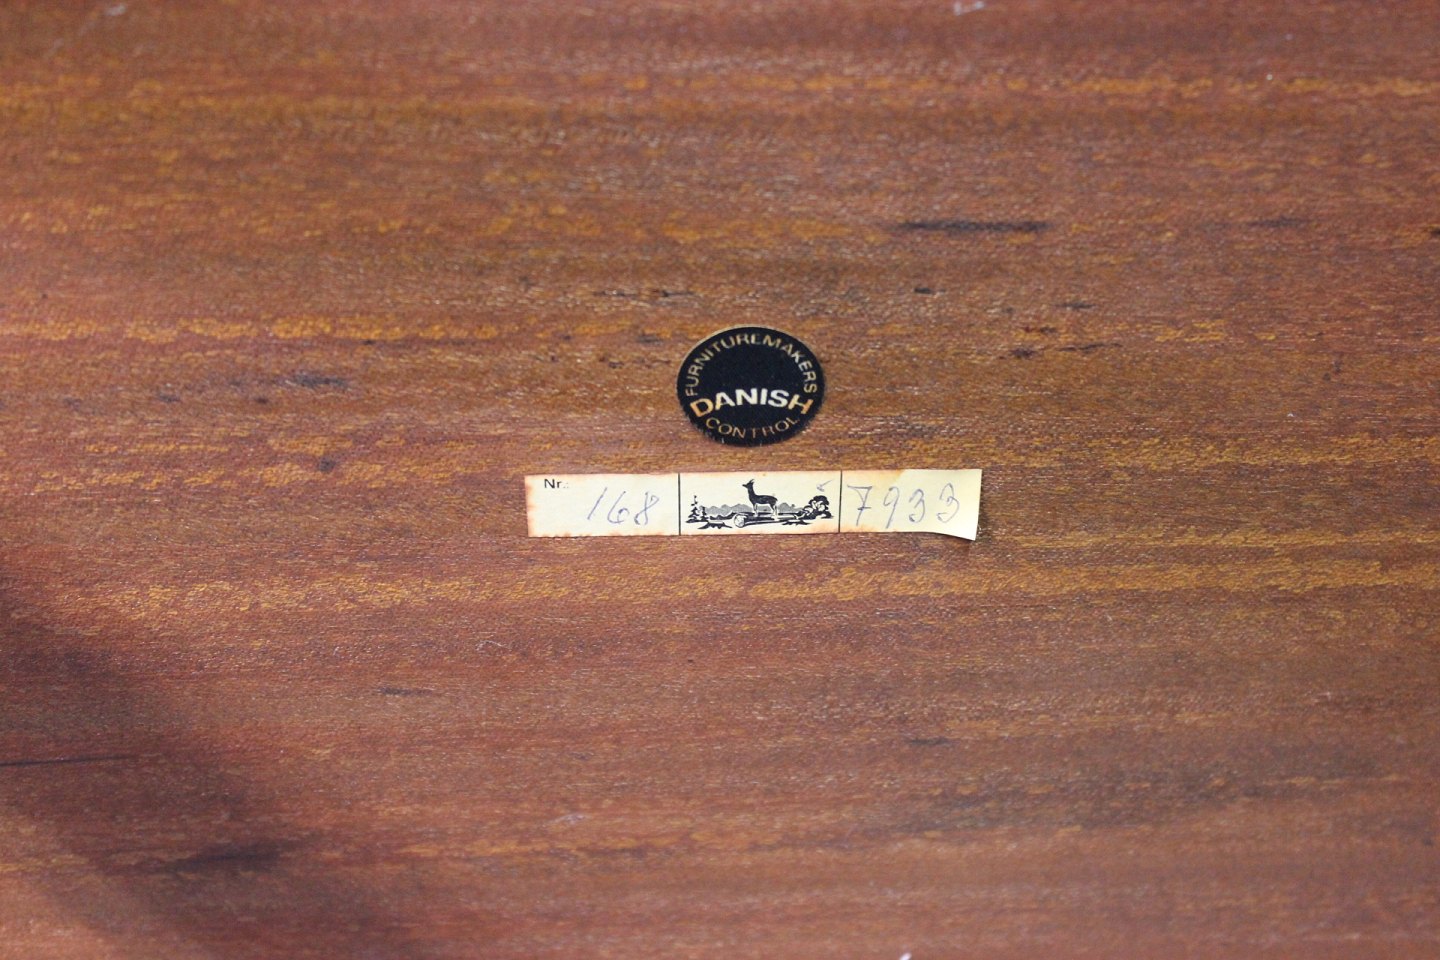 FURNITUREMAKERS
DANISH
CONTROL
Nr.: 168 7933